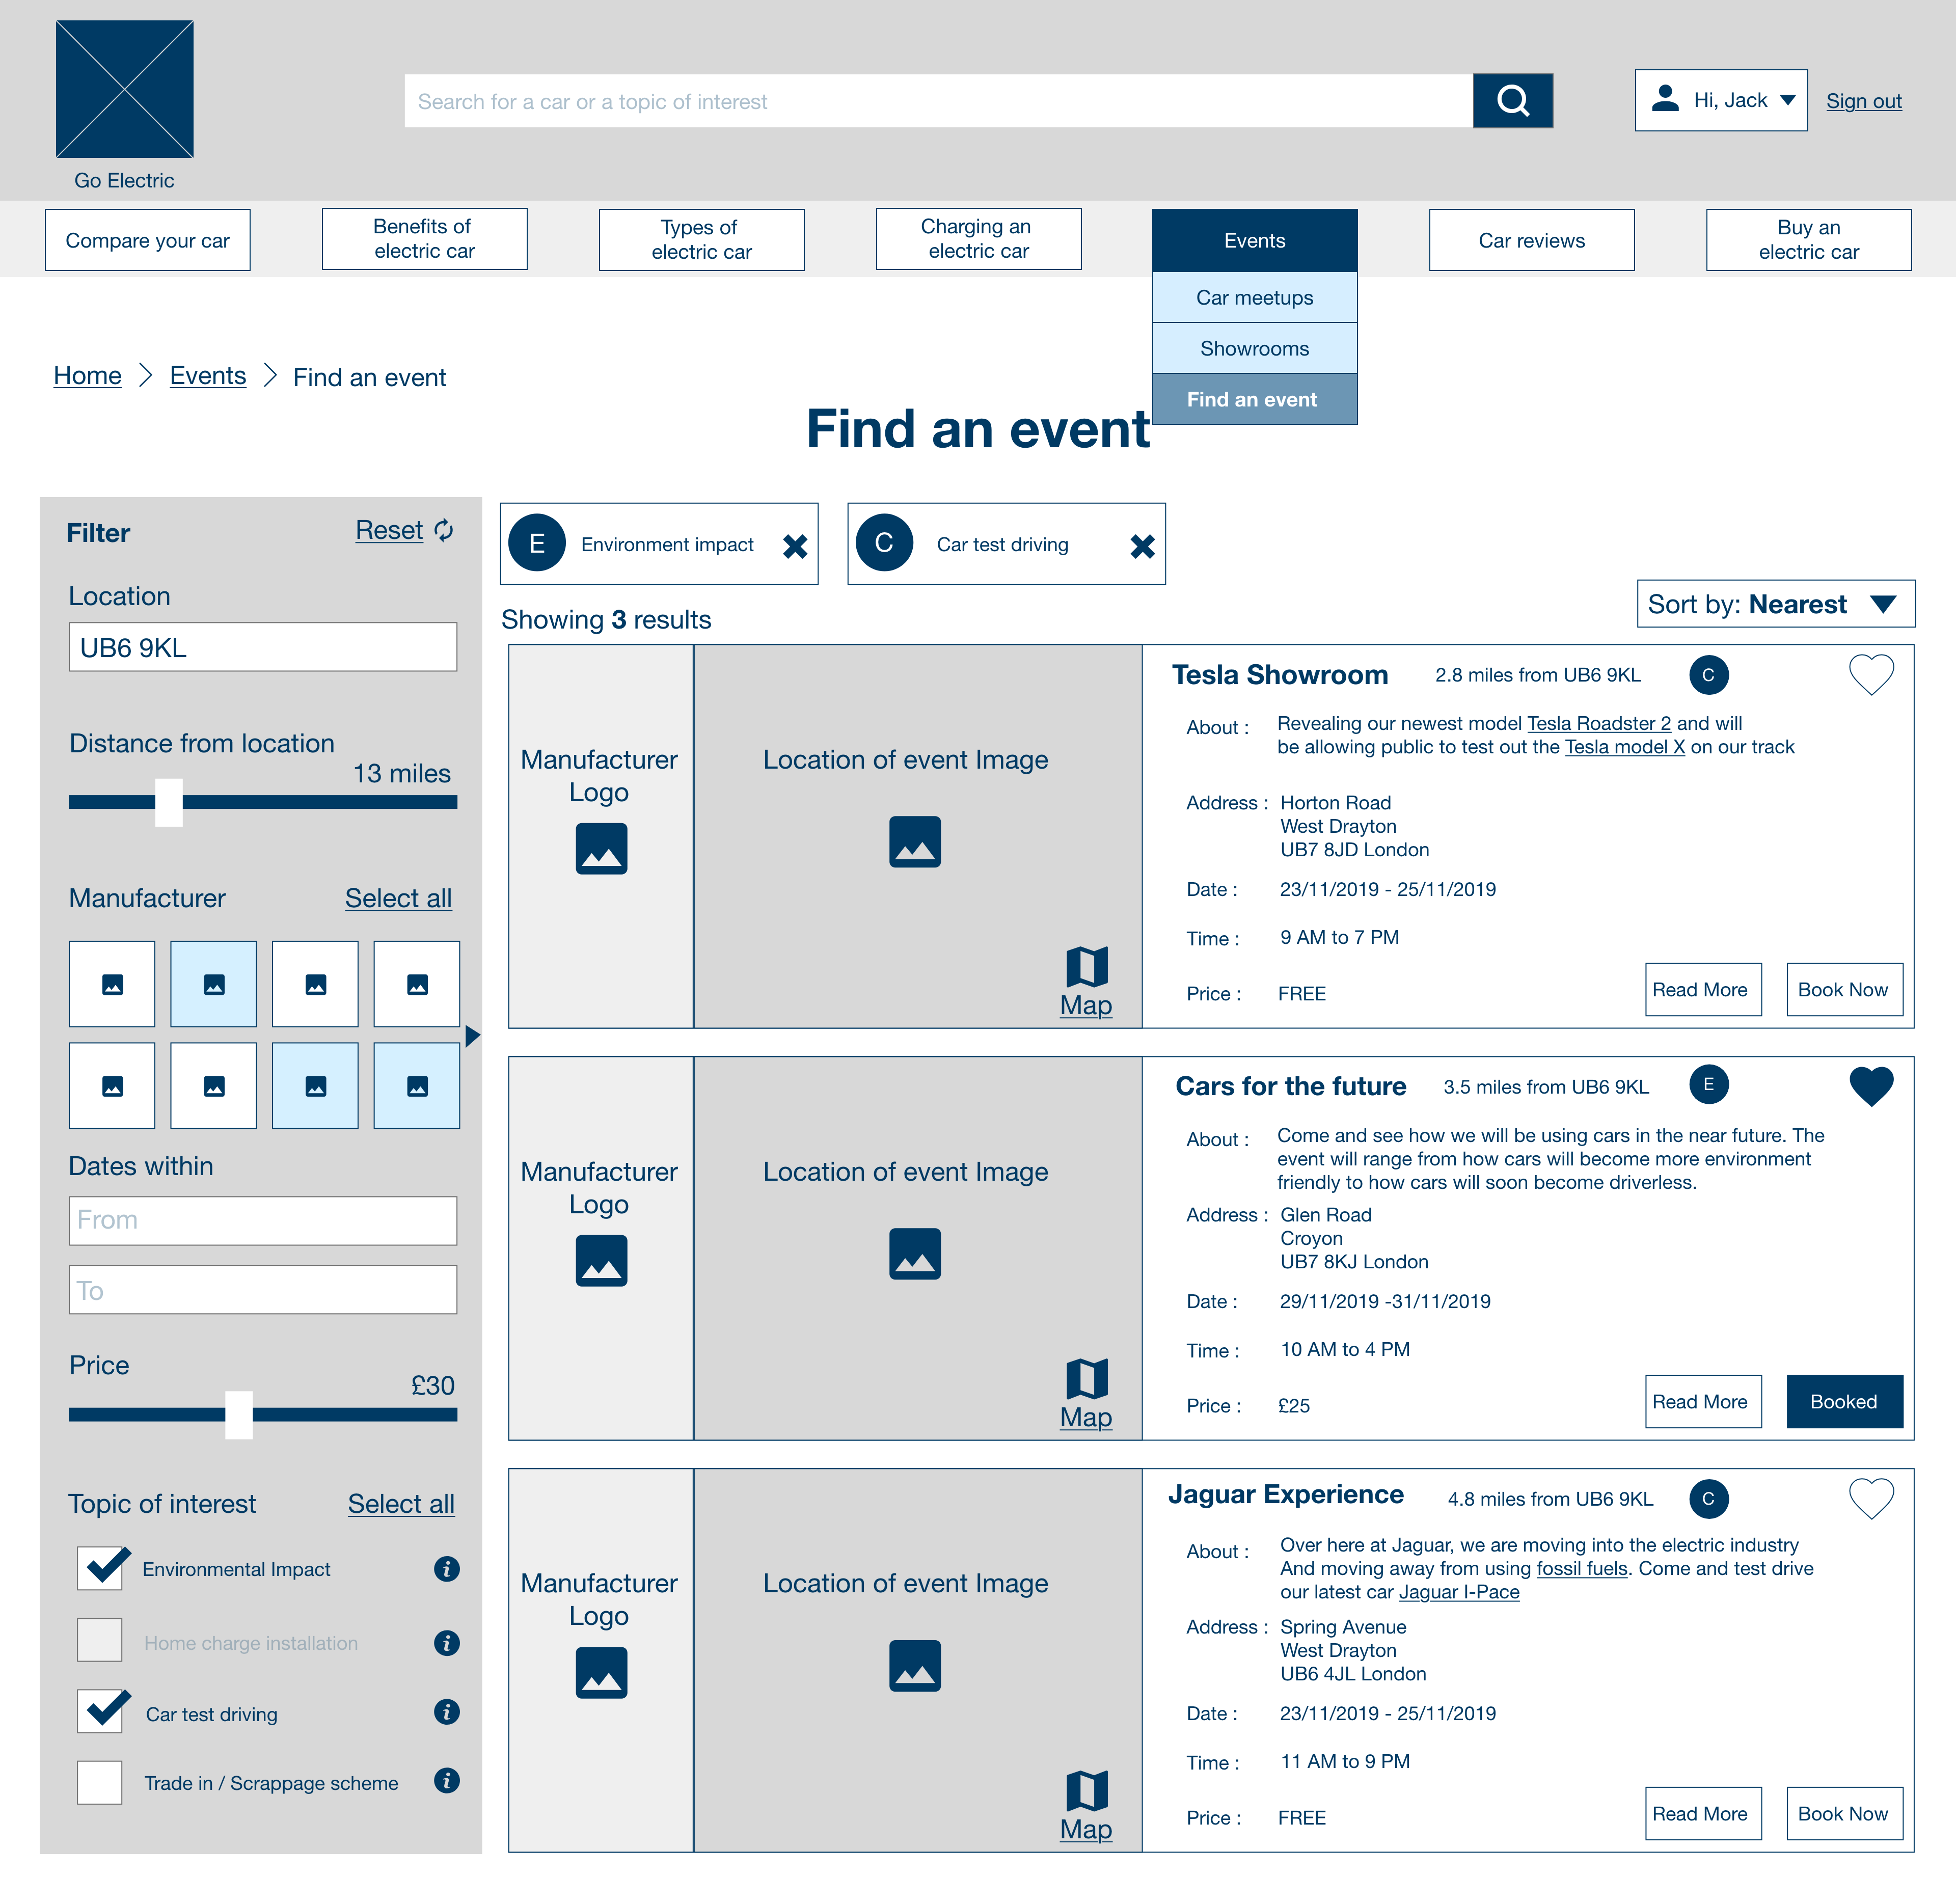 Search for a car or a topic of interest
Hi, Jack
Sign out
Go Electric
Compare your car
Benefits of
electric car
Types of
electric car
Charging an
electric car
Events
Car reviews
Buy an
electric car
Car meetups
Showrooms
Find an event
Home
Events
Find an event
Find an event
Filter
Reset
Location
UB6 9KL
Distance from location
13 miles
Manufacturer
Select all
Dates within
From
To
Price
£30
Topic of interest
Select all
Environmental Impact
i
Home charge installation
i
Car test driving
i
Trade in / Scrappage scheme
i
E
Environment impact
C
Car test driving
Showing 3 results
Sort by: Nearest
Manufacturer
Logo
Location of event Image
Map
Tesla Showroom
2.8 miles from UB6 9KL
C
About :
Revealing our newest model Tesla Roadster 2 and will
be allowing public to test out the Tesla model X on our track
Address :
Horton Road
West Drayton
UB7 8JD London
Date :
23/11/2019 - 25/11/2019
Time :
9 AM to 7 PM
Price :
FREE
Read More
Book Now
Manufacturer
Logo
Location of event Image
Map
Cars for the future
3.5 miles from UB6 9KL
E
About :
Come and see how we will be using cars in the near future. The
event will range from how cars will become more environment
friendly to how cars will soon become driverless.
Address :
Glen Road
Croyon
UB7 8KJ London
Date :
29/11/2019 -31/11/2019
Time :
10 AM to 4 PM
Price :
£25
Read More
Booked
Manufacturer
Logo
Location of event Image
Map
Jaguar Experience
4.8 miles from UB6 9KL
C
About :
Over here at Jaguar, we are moving into the electric industry
And moving away from using fossil fuels. Come and test drive
our latest car Jaguar I-Pace
Address :
Spring Avenue
West Drayton
UB6 4JL London
Date :
23/11/2019 - 25/11/2019
Time :
11 AM to 9 PM
Price :
FREE
Read More
Book Now